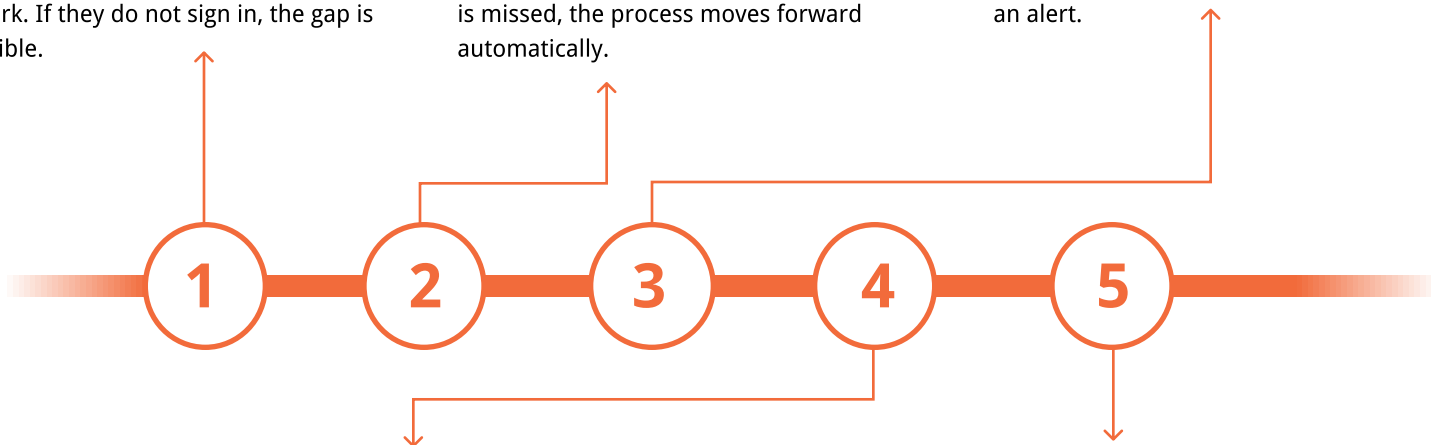 rk. If they do not sign in, the gap is
ible.
is missed, the process moves forward
automatically.
an alert.
1 2 3 4 5